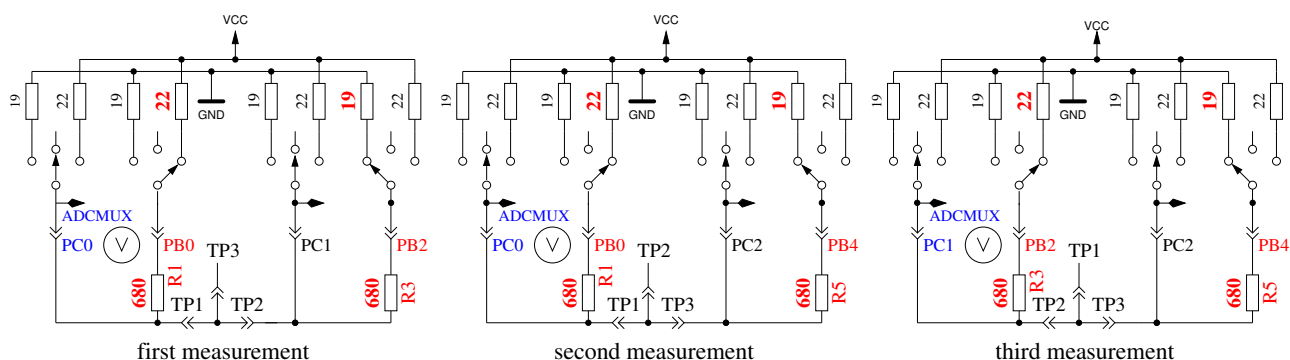 VCC
19
22
19
22
GND
19
22
19
22
ADCMUX
PC0
V
PB0
TP3
PC1
PB2
680
R1
680
R3
TP1
TP2
first measurement
VCC
19
22
19
22
GND
19
22
19
22
ADCMUX
PC0
V
PB0
TP2
PC2
PB4
680
R1
680
R5
TP1
TP3
second measurement
VCC
19
22
19
22
GND
19
22
19
22
ADCMUX
PC1
V
PB2
TP1
PC2
PB4
680
R3
680
R5
TP2
TP3
third measurement